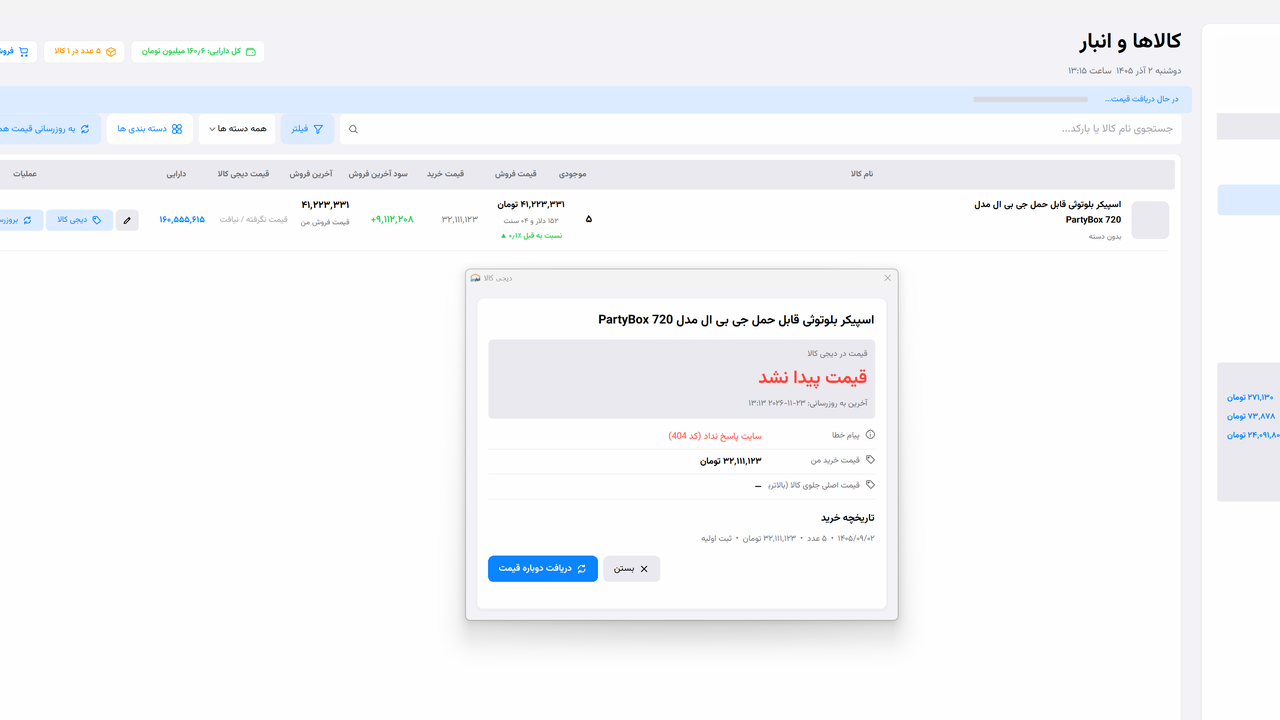 کالاها و انبار
دوشنبه ۲ آذر ۱۴۰۵ ساعت ۱۳:۱۵
کل دارایی: ۱۶۰٫۶ میلیون تومان
۵ عدد در ۱ کالا
در حال دریافت قیمت...
جستجوی نام کالا یا بارکد...
فیلتر
همه دسته ها
دسته بندی ها
به روزرسانی قیمت
نام کالا موجودی قیمت فروش قیمت خرید سود آخرین فروش آخرین فروش قیمت دیجی کالا دارایی عملیات
اسپیکر بلوتوثی قابل حمل جی بی ال مدل
PartyBox 720
بدون دسته
۵
۴۱,۲۲۳,۳۳۱ تومان
۱۵۲ دلار و ۰۴ سنت
نسبت به قبل ۰٫۱٪ ▲
۳۲,۱۱۱,۱۲۳
+۹,۱۱۲,۲۰۸
۴۱,۲۲۳,۳۳۱
قیمت فروش من
قیمت نگرفته / نیافت
۱۶۰,۵۵۵,۶۱۵
دیجی کالا
دیجی کالا
اسپیکر بلوتوثی قابل حمل جی بی ال مدل PartyBox 720
قیمت در دیجی کالا
قیمت پیدا نشد
آخرین به روزرسانی: ۲۳-۱۱-۲۰۲۶ ۱۳:۱۳
پیام خطا سایت پاسخ نداد (کد 404)
قیمت خرید من ۳۲,۱۱۱,۱۲۳ تومان
قیمت اصلی جلوی کالا –
تاریخچه خرید
۱۴۰۵/۰۹/۰۲ • ۵ عدد • ۳۲,۱۱۱,۱۲۳ تومان • ثبت اولیه
بستن
دریافت دوباره قیمت
۲۷۱,۱۳۰ تومان
۷۳,۸۷۸ تومان
تومان